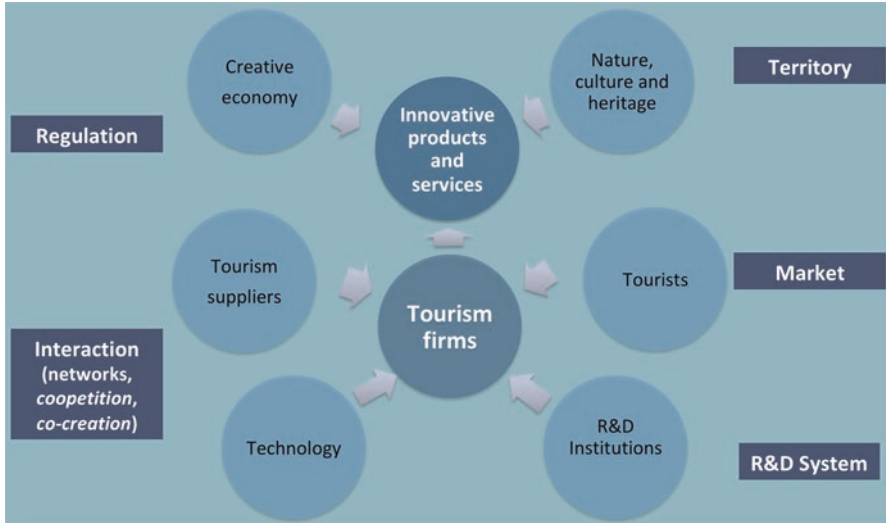 Creative
economy
Nature,
culture and
heritage
Territory
Innovative
products
and
services
Regulation
Tourism
suppliers
Tourists
Market
Tourism
firms
Interaction
(networks,
coopetition,
co-creation)
Technology
R&D
Institutions
R&D System